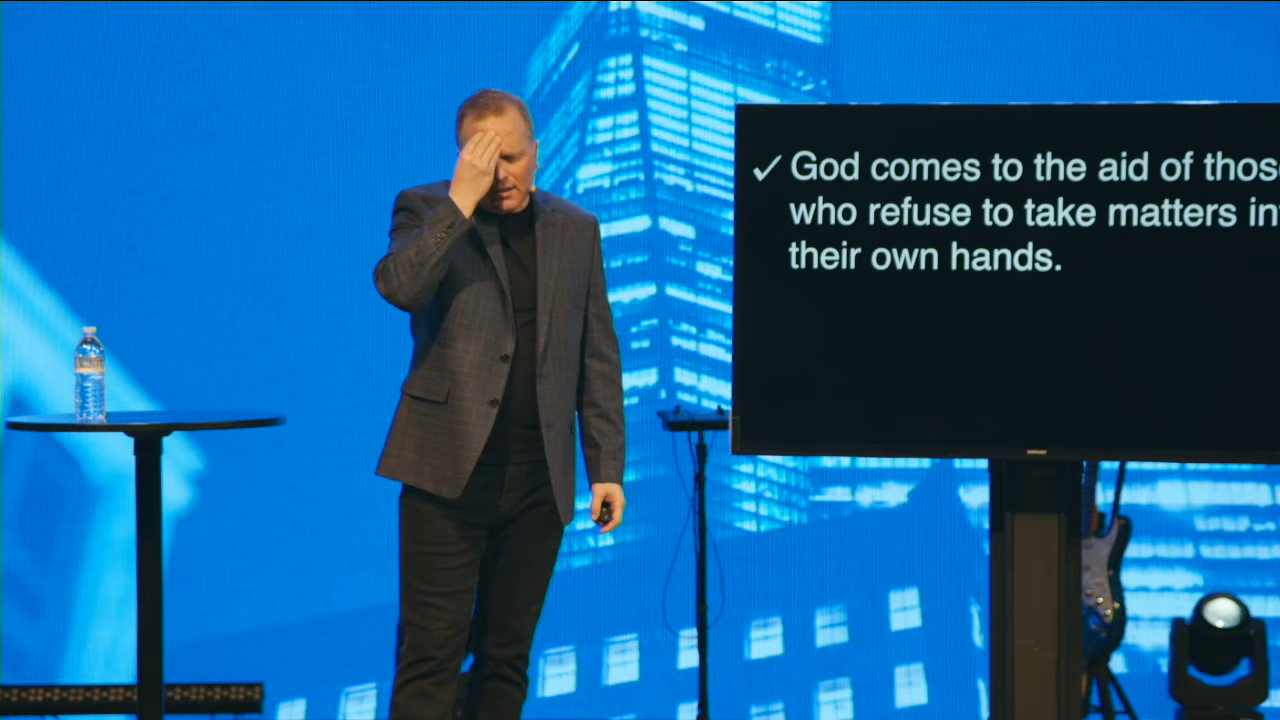 ✓ God comes to the aid of thos
who refuse to take matters in
their own hands.